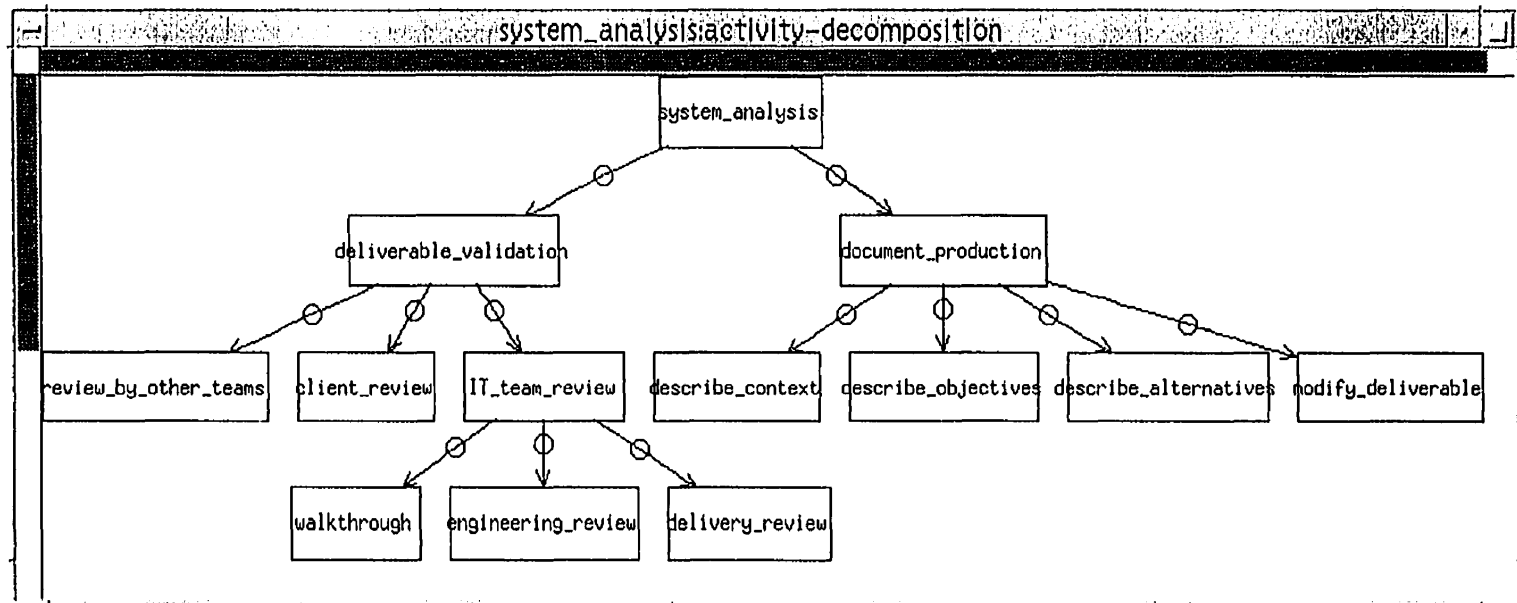 system_analysis:activity-decomposition
system_analysis
deliverable_validation
document_production
review_by_other_teams
client_review
IT_team_review
describe_context
describe_objectives
describe_alternatives
modify_deliverable
walkthrough
engineering_review
delivery_review